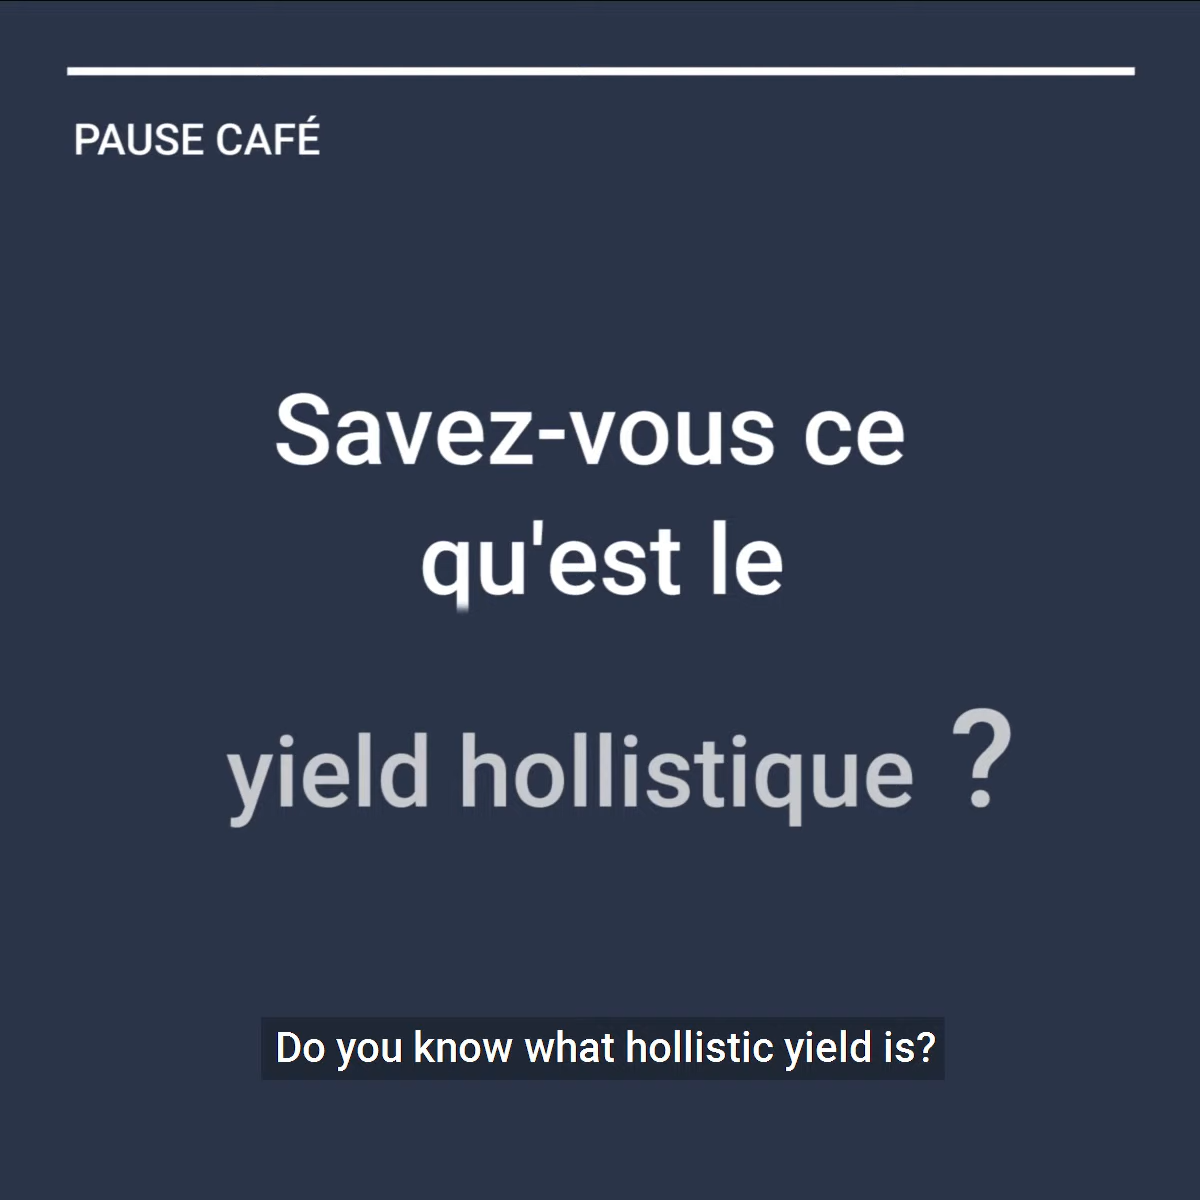 PAUSE CAFÉ
Savez-vous ce
qu'est le
yield hollistique ?
Do you know what hollistic yield is?